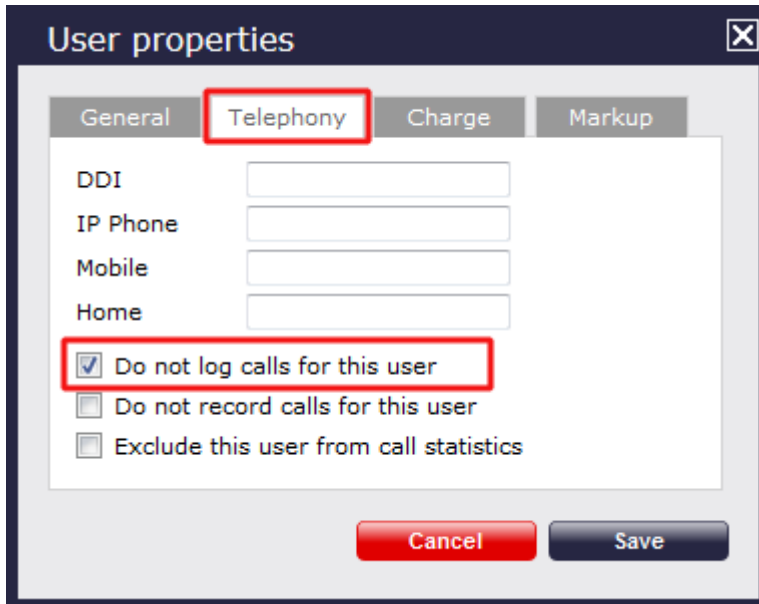 User properties
General Telephony Charge Markup
DDI
IP Phone
Mobile
Home
Do not log calls for this user
Do not record calls for this user
Exclude this user from call statistics
Cancel Save